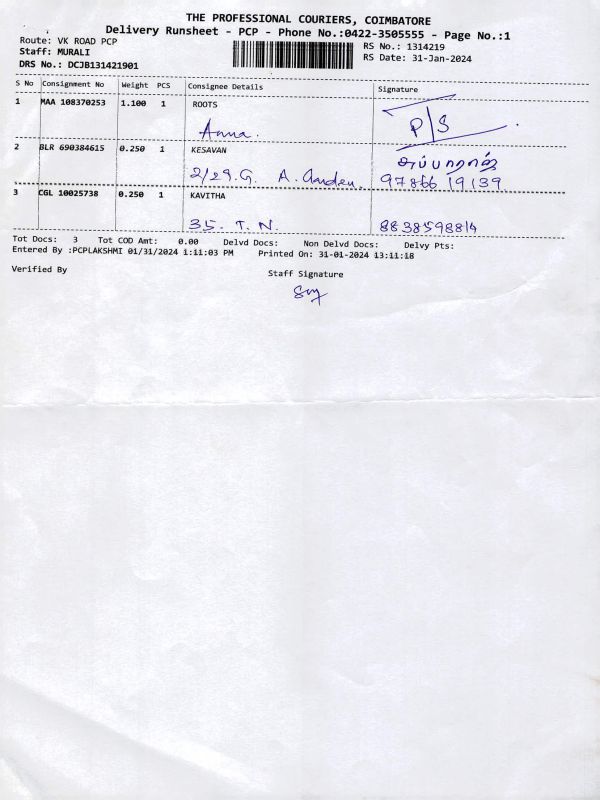 THE PROFESSIONAL COURIERS, COIMBATORE
Delivery Runsheet - PCP - Phone No.:0422-3505555 - Page No.:1
Route: VK ROAD PCP
RS No.: 1314219
Staff: MURALI
RS Date: 31-Jan-2024
DRS No.: DCJB131421901
S No Consignment No Weight PCS Consignee Details Signature
1 MAA 108370253 1.100 1 ROOTS
Anna. P/S
2 BLR 690384615 0.250 1 KESAVAN அப்பாராஜ்
2/29.G. A. 97866 19139
3 CGL 10025738 0.250 1 KAVITHA
35. T. N. 8838598814
Tot Docs: 3 Tot COD Amt: 0.00 Delvd Docs: Non Delvd Docs: Delvy Pts:
Entered By :PCPLAKSHMI 01/31/2024 1:11:03 PM Printed On: 31-01-2024 13:11:18
Verified By Staff Signature